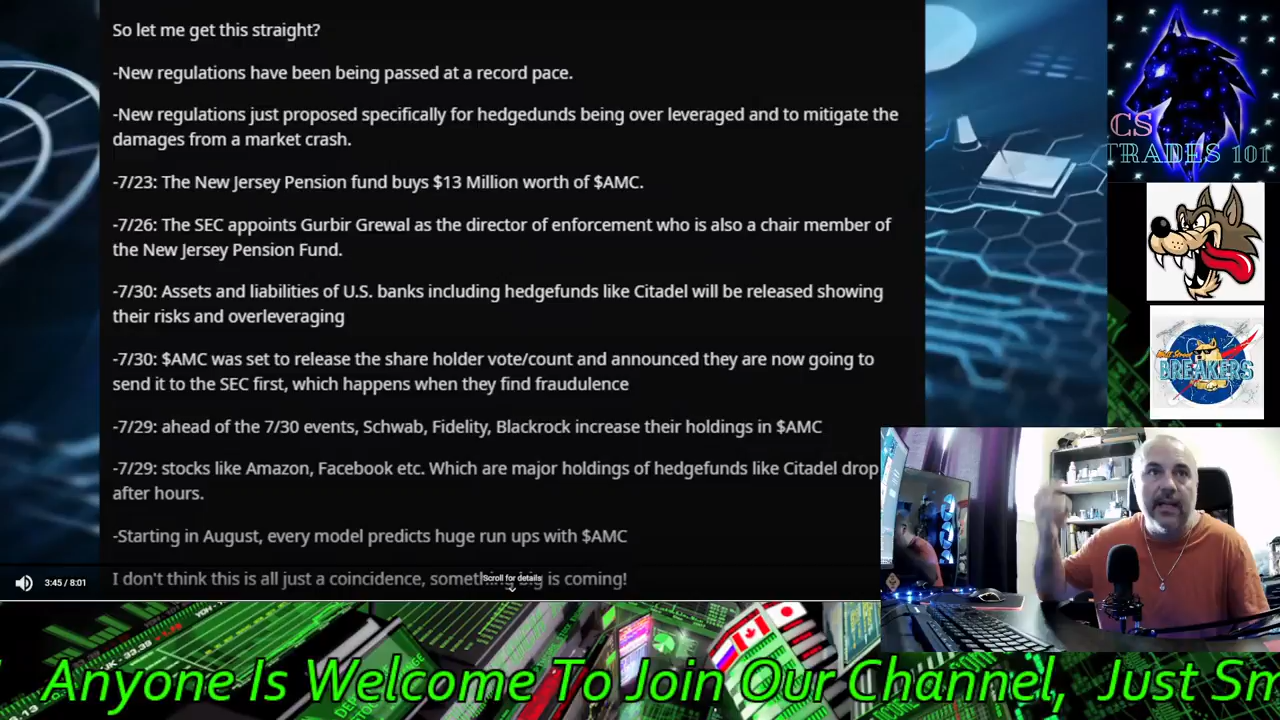 So let me get this straight?
-New regulations have been being passed at a record pace.
-New regulations just proposed specifically for hedgedunds being over leveraged and to mitigate the
damages from a market crash.
-7/23: The New Jersey Pension fund buys $13 Million worth of $AMC.
-7/26: The SEC appoints Gurbir Grewal as the director of enforcement who is also a chair member of
the New Jersey Pension Fund.
-7/30: Assets and liabilities of U.S. banks including hedgefunds like Citadel will be released showing
their risks and overleveraging
-7/30: $AMC was set to release the share holder vote/count and announced they are now going to
send it to the SEC first, which happens when they find fraudulence
-7/29: ahead of the 7/30 events, Schwab, Fidelity, Blackrock increase their holdings in $AMC
-7/29: stocks like Amazon, Facebook etc. Which are major holdings of hedgefunds like Citadel drop
after hours.
-Starting in August, every model predicts huge run ups with $AMC
I don't think this is all just a coincidence, something big is coming!
3:45 / 8:01
Scroll for details
CS
TRADES 101
Wolf Street
BREAKERS
Anyone Is Welcome To Join Our Channel, Just Sm